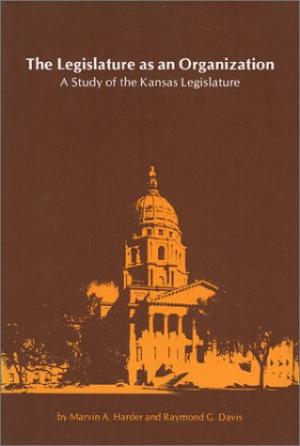 The Legislature as an Organization
A Study of the Kansas Legislature
by Marvin A. Harder and Raymond G. Davis